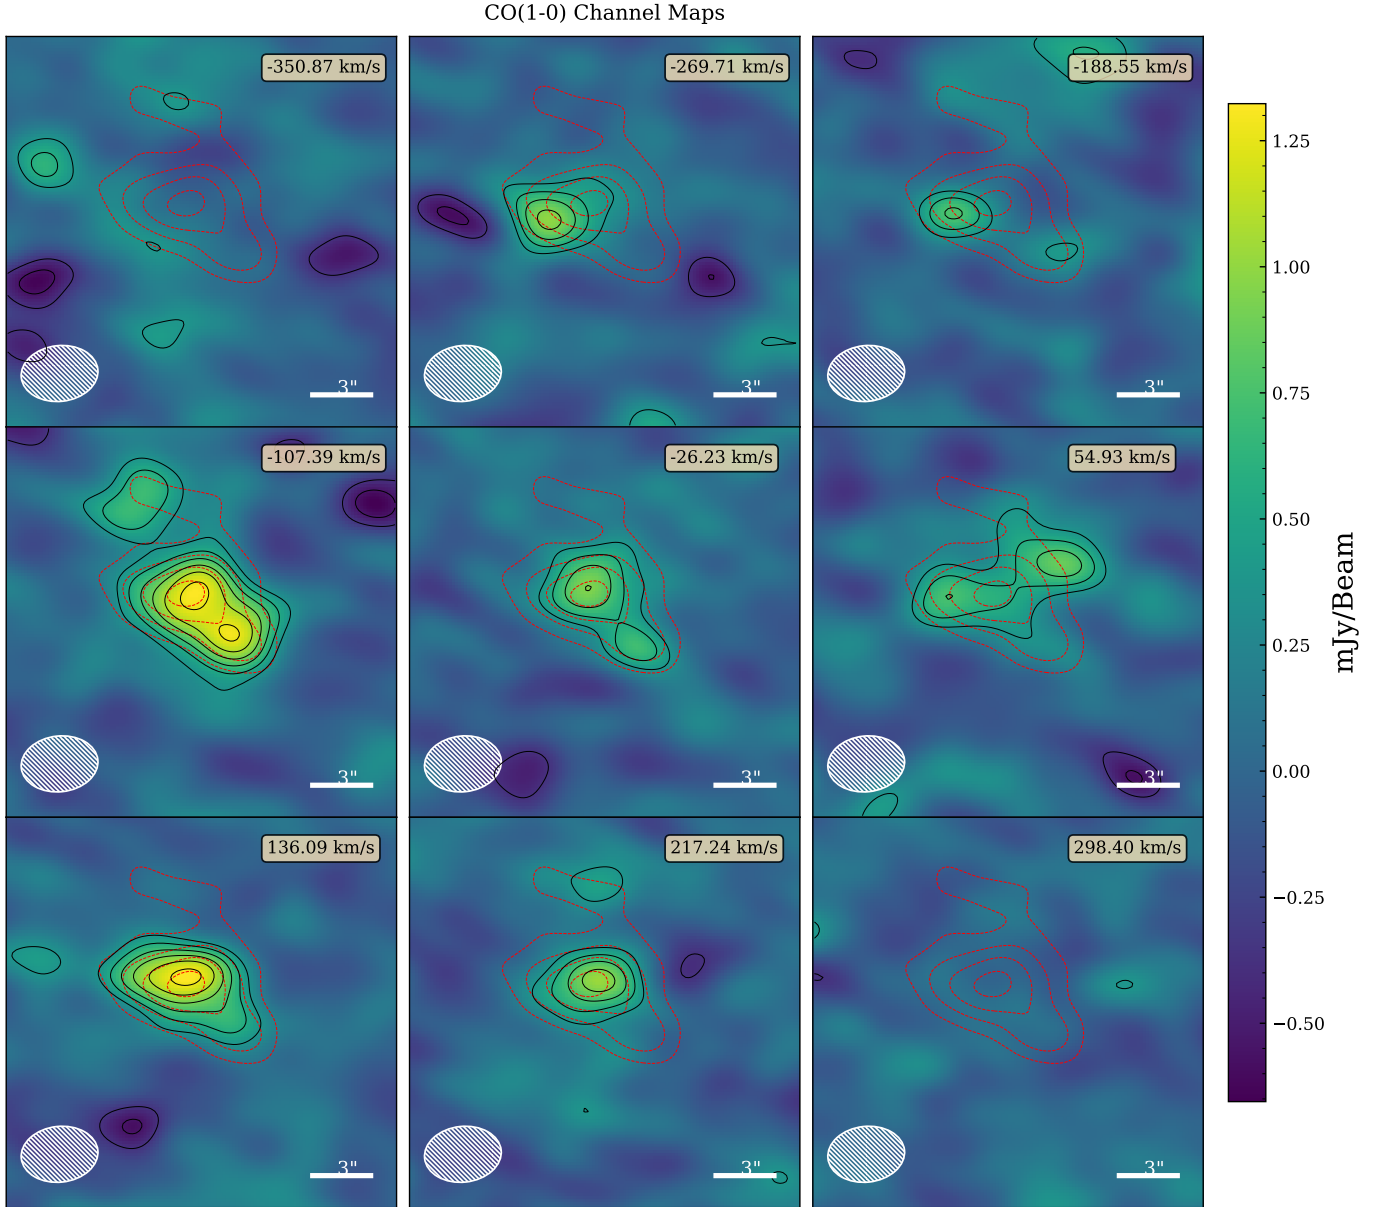 CO(1-0) Channel Maps
-350.87 km/s
-269.71 km/s
-188.55 km/s
3"
3"
3"
-107.39 km/s
-26.23 km/s
54.93 km/s
3"
3"
3"
136.09 km/s
217.24 km/s
298.40 km/s
3"
3"
3"
1.25
1.00
0.75
0.50
0.25
0.00
−0.25
−0.50
mJy/Beam